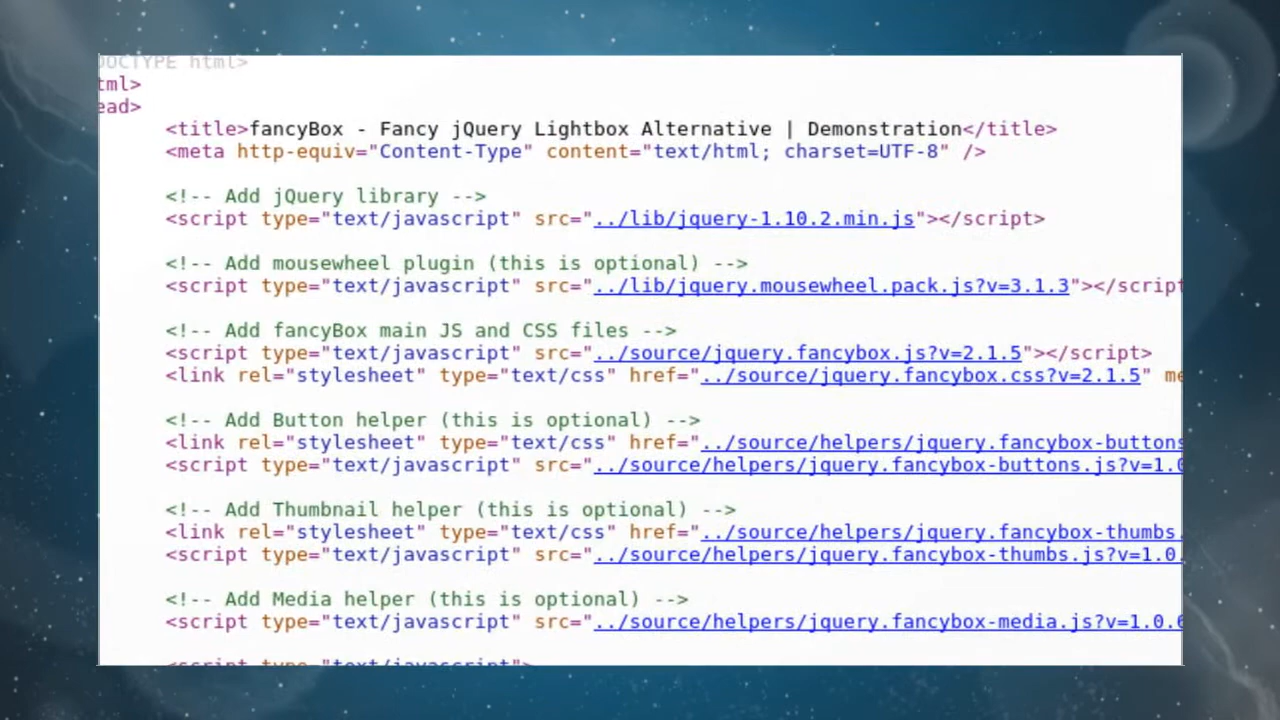 DOCTYPE html>
tml>
ead>
<title>fancyBox - Fancy jQuery Lightbox Alternative | Demonstration</title>
<meta http-equiv="Content-Type" content="text/html; charset=UTF-8" />
<!-- Add jQuery library -->
<script type="text/javascript" src="../lib/jquery-1.10.2.min.js"></script>
<!-- Add mousewheel plugin (this is optional) -->
<script type="text/javascript" src="../lib/jquery.mousewheel.pack.js?v=3.1.3"></script
<!-- Add fancyBox main JS and CSS files -->
<script type="text/javascript" src="../source/jquery.fancybox.js?v=2.1.5"></script>
<link rel="stylesheet" type="text/css" href="../source/jquery.fancybox.css?v=2.1.5" me
<!-- Add Button helper (this is optional) -->
<link rel="stylesheet" type="text/css" href="../source/helpers/jquery.fancybox-buttons
<script type="text/javascript" src="../source/helpers/jquery.fancybox-buttons.js?v=1.0
<!-- Add Thumbnail helper (this is optional) -->
<link rel="stylesheet" type="text/css" href="../source/helpers/jquery.fancybox-thumbs.
<script type="text/javascript" src="../source/helpers/jquery.fancybox-thumbs.js?v=1.0.
<!-- Add Media helper (this is optional) -->
<script type="text/javascript" src="../source/helpers/jquery.fancybox-media.js?v=1.0.6
<script type="text/javascript">